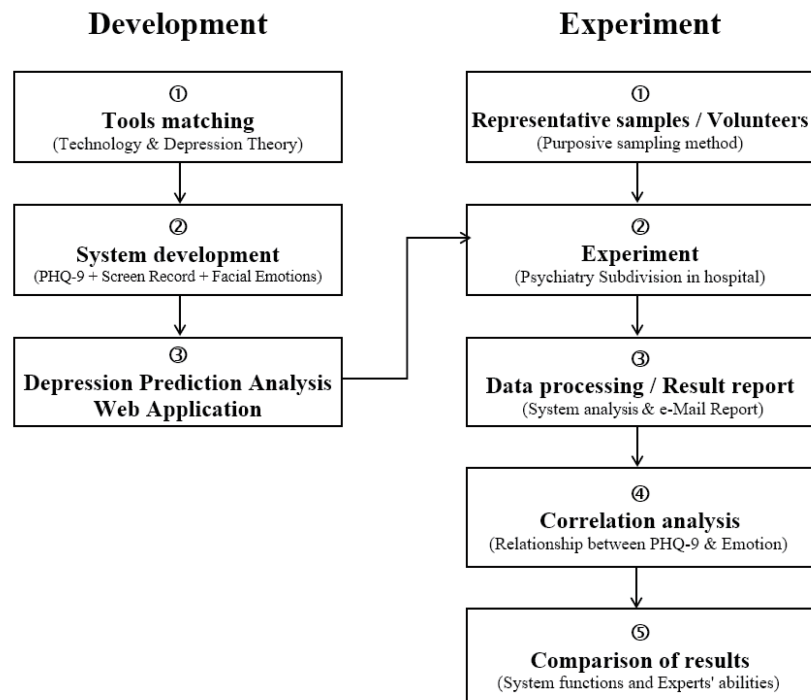 Development
①
Tools matching
(Technology & Depression Theory)
②
System development
(PHQ-9 + Screen Record + Facial Emotions)
③
Depression Prediction Analysis
Web Application
Experiment
①
Representative samples / Volunteers
(Purposive sampling method)
②
Experiment
(Psychiatry Subdivision in hospital)
③
Data processing / Result report
(System analysis & e-Mail Report)
④
Correlation analysis
(Relationship between PHQ-9 & Emotion)
⑤
Comparison of results
(System functions and Experts' abilities)